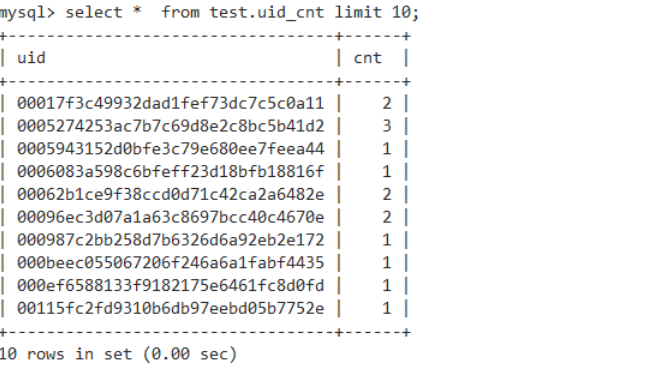 mysql> select *  from test.uid_cnt limit 10;
+----------------------------------+------+
| uid                              | cnt  |
+----------------------------------+------+
| 00017f3c49932dad1fef73dc7c5c0a11 |    2 |
| 0005274253ac7b7c69d8e2c8bc5b41d2 |    3 |
| 0005943152d0bfe3c79e680ee7feea44 |    1 |
| 0006083a598c6bfeff23d18bfb18816f |    1 |
| 00062b1ce9f38ccd0d71c42ca2a6482e |    2 |
| 00096ec3d07a1a63c8697bcc40c4670e |    2 |
| 000987c2bb258d7b6326d6a92eb2e172 |    1 |
| 000beec055067206f246a6a1fabf4435 |    1 |
| 000ef6588133f9182175e6461fc8d0fd |    1 |
| 00115fc2fd9310b6db97eebd05b7752e |    1 |
+----------------------------------+------+
10 rows in set (0.00 sec)